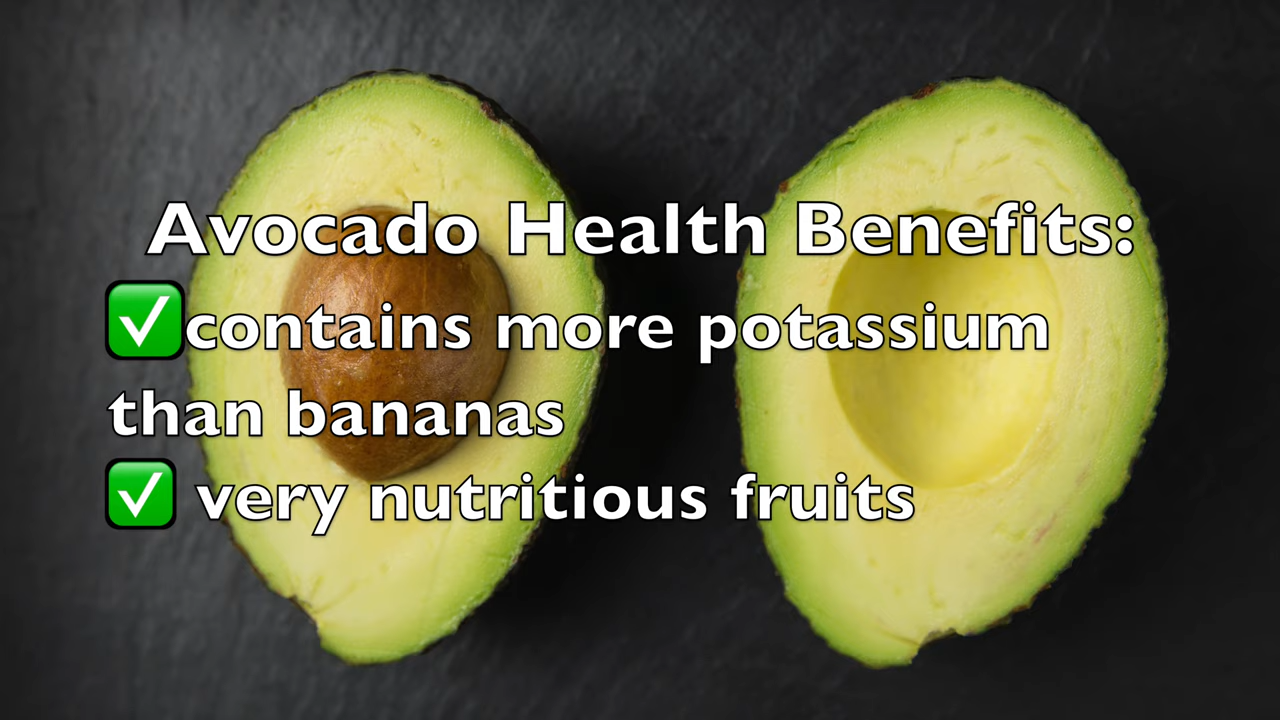 Avocado Health Benefits:
✅contains more potassium
than bananas
✅ very nutritious fruits